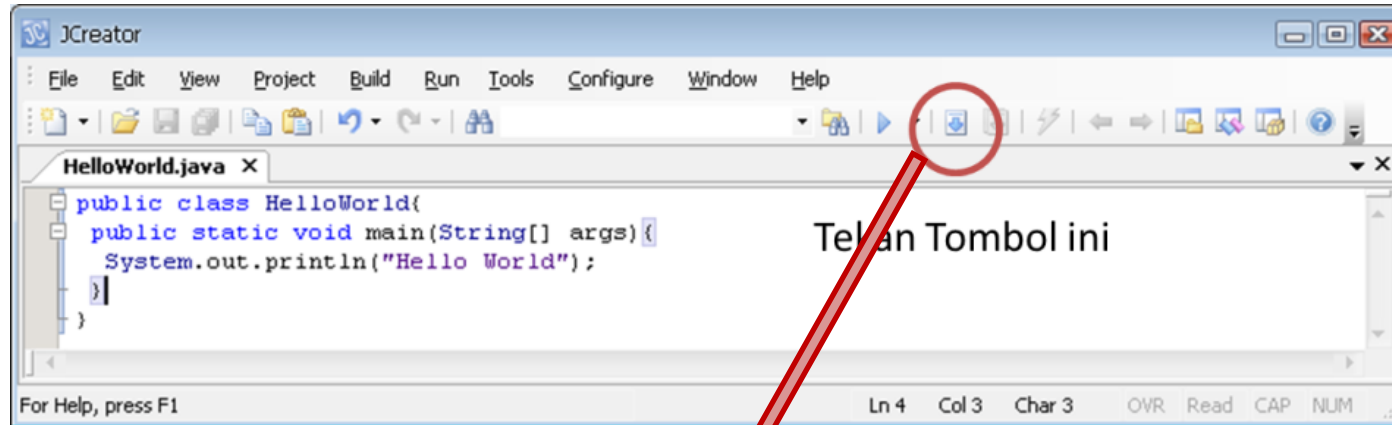 JCreator
File Edit View Project Build Run Tools Configure Window Help
HelloWorld.java
public class HelloWorld{
public static void main(String[] args){
System.out.println("Hello World");
}
}
Tekan Tombol ini
For Help, press F1 Ln 4 Col 3 Char 3 OVR Read CAP NUM